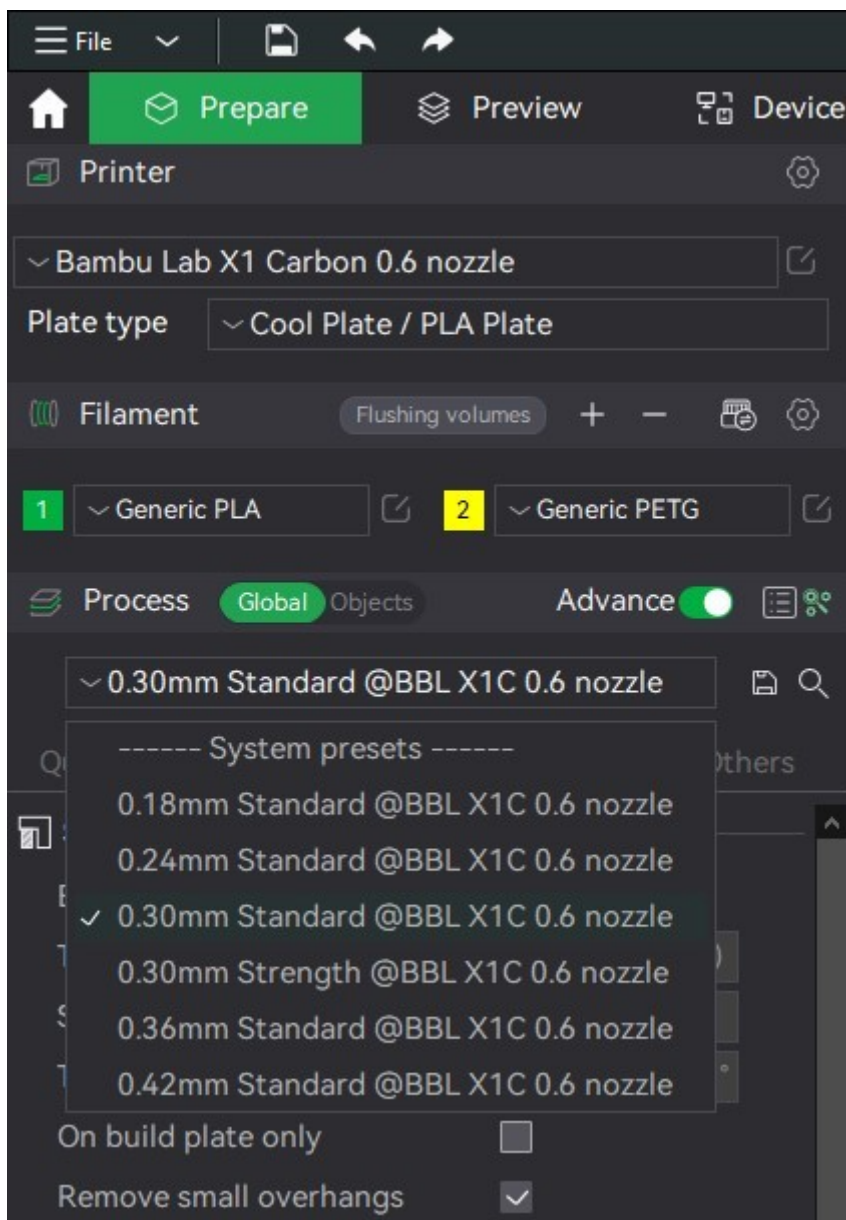 File
Prepare Preview Device
Printer
Bambu Lab X1 Carbon 0.6 nozzle
Plate type Cool Plate / PLA Plate
Filament Flushing volumes + −
1 Generic PLA 2 Generic PETG
Process Global Objects Advance
0.30mm Standard @BBL X1C 0.6 nozzle
------ System presets ------
0.18mm Standard @BBL X1C 0.6 nozzle
0.24mm Standard @BBL X1C 0.6 nozzle
0.30mm Standard @BBL X1C 0.6 nozzle
0.30mm Strength @BBL X1C 0.6 nozzle
0.36mm Standard @BBL X1C 0.6 nozzle
0.42mm Standard @BBL X1C 0.6 nozzle
On build plate only
Remove small overhangs